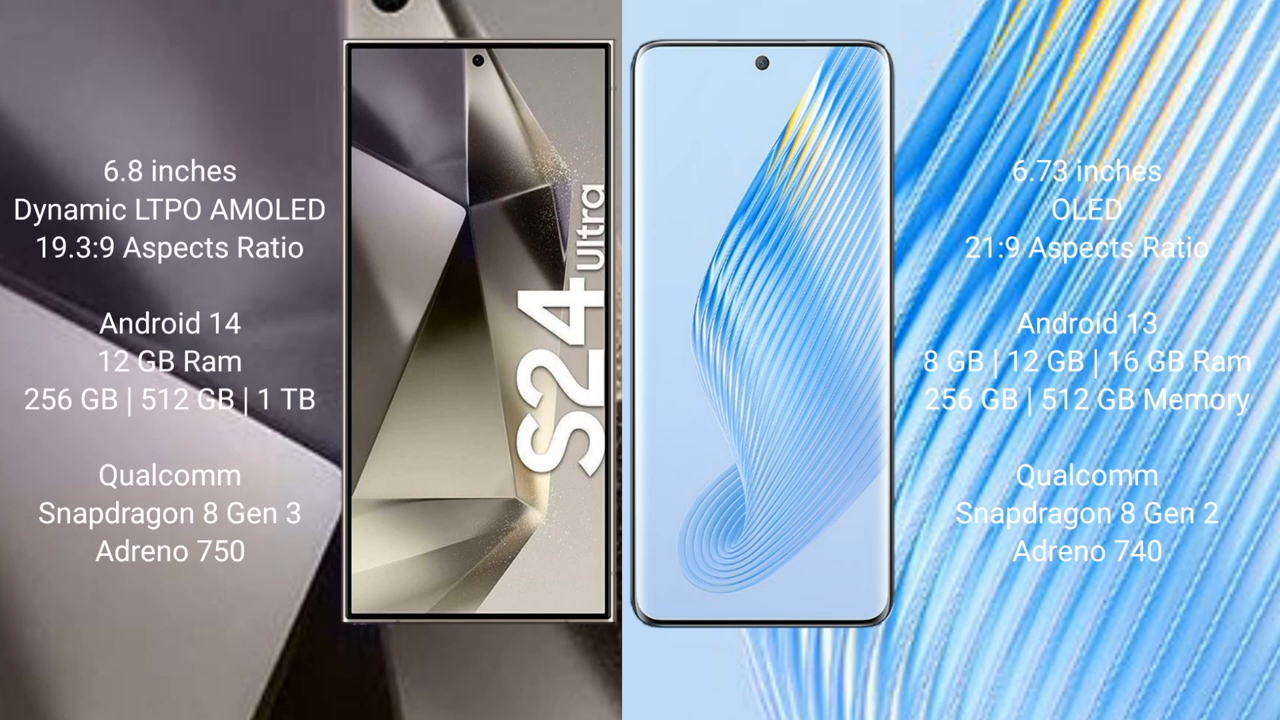 6.8 inches
Dynamic LTPO AMOLED
19.3:9 Aspects Ratio
Android 14
12 GB Ram
256 GB | 512 GB | 1 TB
Qualcomm
Snapdragon 8 Gen 3
Adreno 750
S24 ultra
6.73 inches
OLED
21:9 Aspects Ratio
Android 13
8 GB | 12 GB | 16 GB Ram
256 GB | 512 GB Memory
Qualcomm
Snapdragon 8 Gen 2
Adreno 740